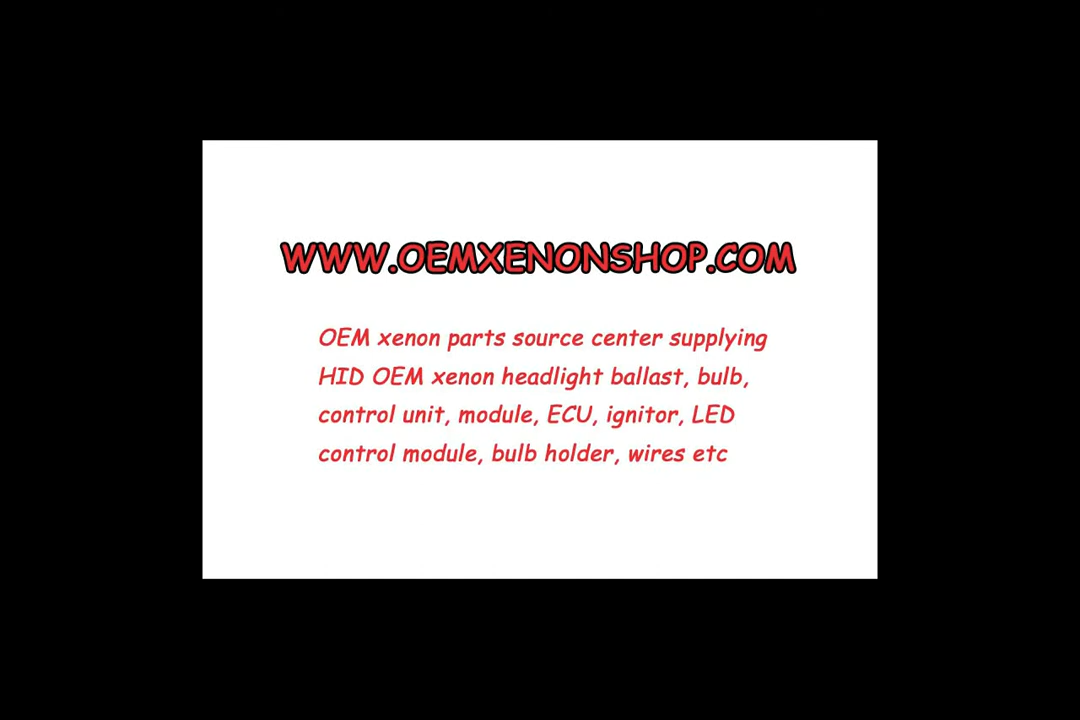 WWW.OEMXENONSHOP.COM
OEM xenon parts source center supplying
HID OEM xenon headlight ballast, bulb,
control unit, module, ECU, ignitor, LED
control module, bulb holder, wires etc